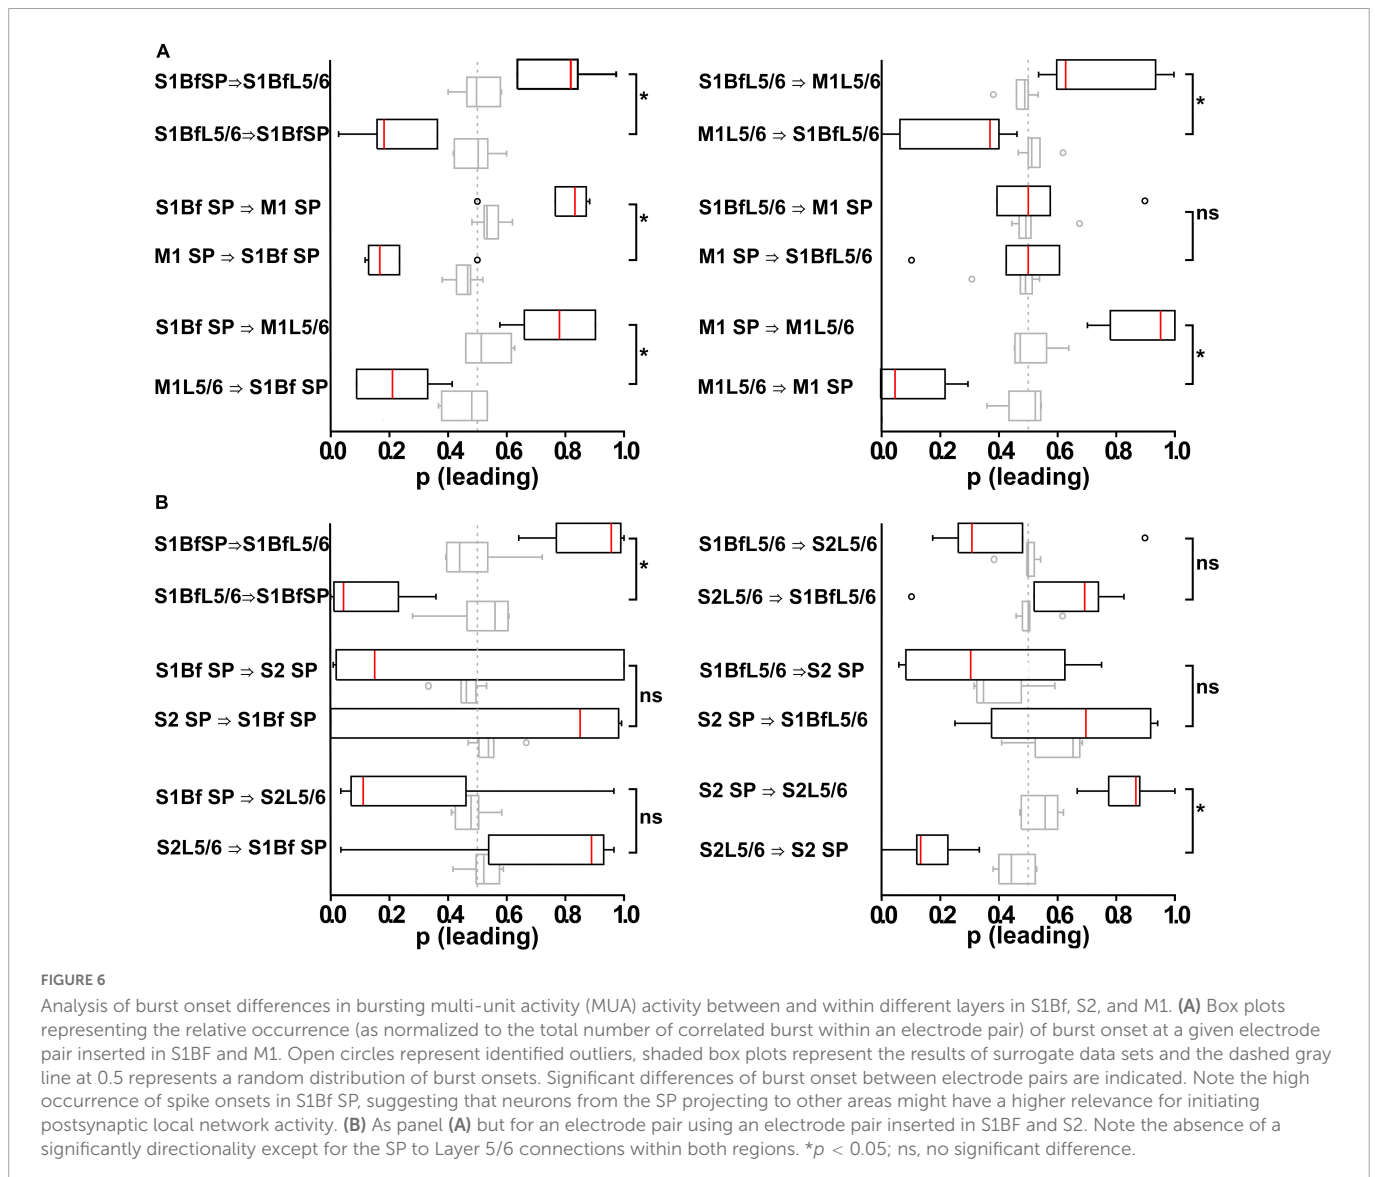 A
S1BfSP⇒S1BfL5/6
*
S1BfL5/6⇒S1BfSP
S1Bf SP ⇒ M1 SP
*
M1 SP ⇒ S1Bf SP
S1Bf SP ⇒ M1L5/6
*
M1L5/6 ⇒ S1Bf SP
0.0 0.2 0.4 0.6 0.8 1.0
p (leading)
S1BfL5/6 ⇒ M1L5/6
*
M1L5/6 ⇒ S1BfL5/6
S1BfL5/6 ⇒ M1 SP
ns
M1 SP ⇒ S1BfL5/6
M1 SP ⇒ M1L5/6
*
M1L5/6 ⇒ M1 SP
0.0 0.2 0.4 0.6 0.8 1.0
p (leading)
B
S1BfSP⇒S1BfL5/6
*
S1BfL5/6⇒S1BfSP
S1Bf SP ⇒ S2 SP
ns
S2 SP ⇒ S1Bf SP
S1Bf SP ⇒ S2L5/6
ns
S2L5/6 ⇒ S1Bf SP
0.0 0.2 0.4 0.6 0.8 1.0
p (leading)
S1BfL5/6 ⇒ S2L5/6
ns
S2L5/6 ⇒ S1BfL5/6
S1BfL5/6 ⇒S2 SP
ns
S2 SP ⇒ S1BfL5/6
S2 SP ⇒ S2L5/6
*
S2L5/6 ⇒ S2 SP
0.0 0.2 0.4 0.6 0.8 1.0
p (leading)
FIGURE 6
Analysis of burst onset differences in bursting multi-unit activity (MUA) activity between and within different layers in S1Bf, S2, and M1. (A) Box plots
representing the relative occurrence (as normalized to the total number of correlated burst within an electrode pair) of burst onset at a given electrode
pair inserted in S1BF and M1. Open circles represent identified outliers, shaded box plots represent the results of surrogate data sets and the dashed gray
line at 0.5 represents a random distribution of burst onsets. Significant differences of burst onset between electrode pairs are indicated. Note the high
occurrence of spike onsets in S1Bf SP, suggesting that neurons from the SP projecting to other areas might have a higher relevance for initiating
postsynaptic local network activity. (B) As panel (A) but for an electrode pair using an electrode pair inserted in S1BF and S2. Note the absence of a
significantly directionality except for the SP to Layer 5/6 connections within both regions. *p < 0.05; ns, no significant difference.